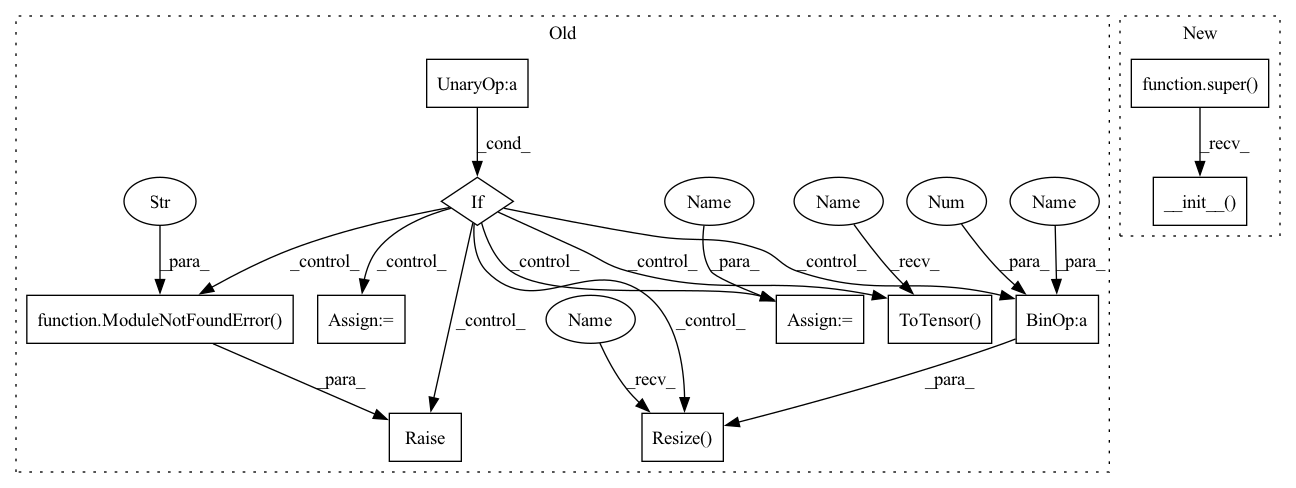 Old
New
UnaryOp:a
function.super()
_cond_
_recv_
Str
If
Name
Name
Num
Name
__init__()
_para_
_control_
_control_
_control_
_para_
_control_
_recv_
_control_
_para_
_para_
function.ModuleNotFoundError()
Assign:=
_control_
Name
_control_
Assign:=
ToTensor()
BinOp:a
_para_
_recv_
_para_
Raise
Resize()